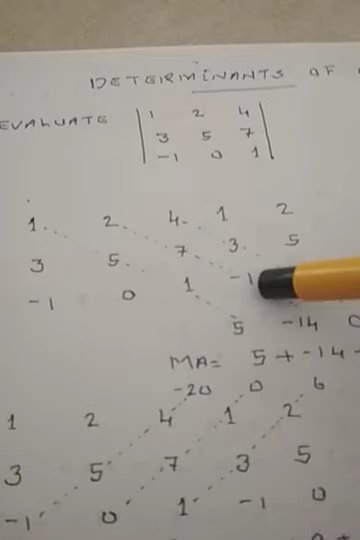 DETERMINANTS OF
EVALUATE | 1 2 4 |
| 3 5 7 |
| -1 0 1 |
1 2 4 1 2
3 5 7 3 5
-1 0 1 -1
5 -14 0
MA= 5 + -14 -
-20 0 6
1 2 4 1 2
3 5 7 3 5
-1 0 1 -1 0